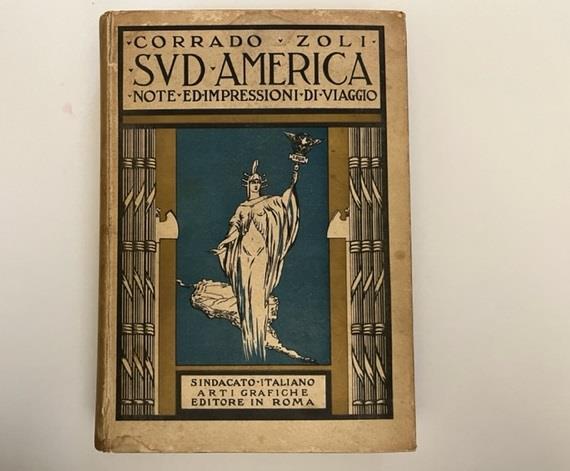 CORRADO · ZOLI ·
· SVD · AMERICA
· NOTE · ED · IMPRESSIONI · DI · VIAGGIO
SINDACATO · ITALIANO
ARTI GRAFICHE
EDITORE IN ROMA